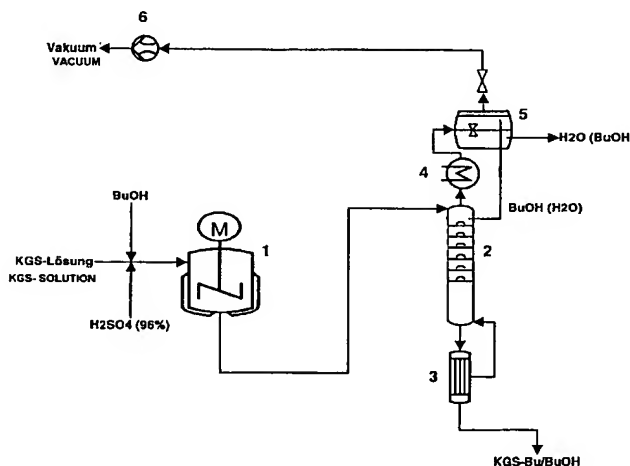 6
Vakuum
VACUUM
5
H2O (BuOH
4
BuOH
BuOH (H2O)
M
1
2
KGS-Lösung
KGS-SOLUTION
H2SO4 (96%)
3
KGS-Bu/BuOH